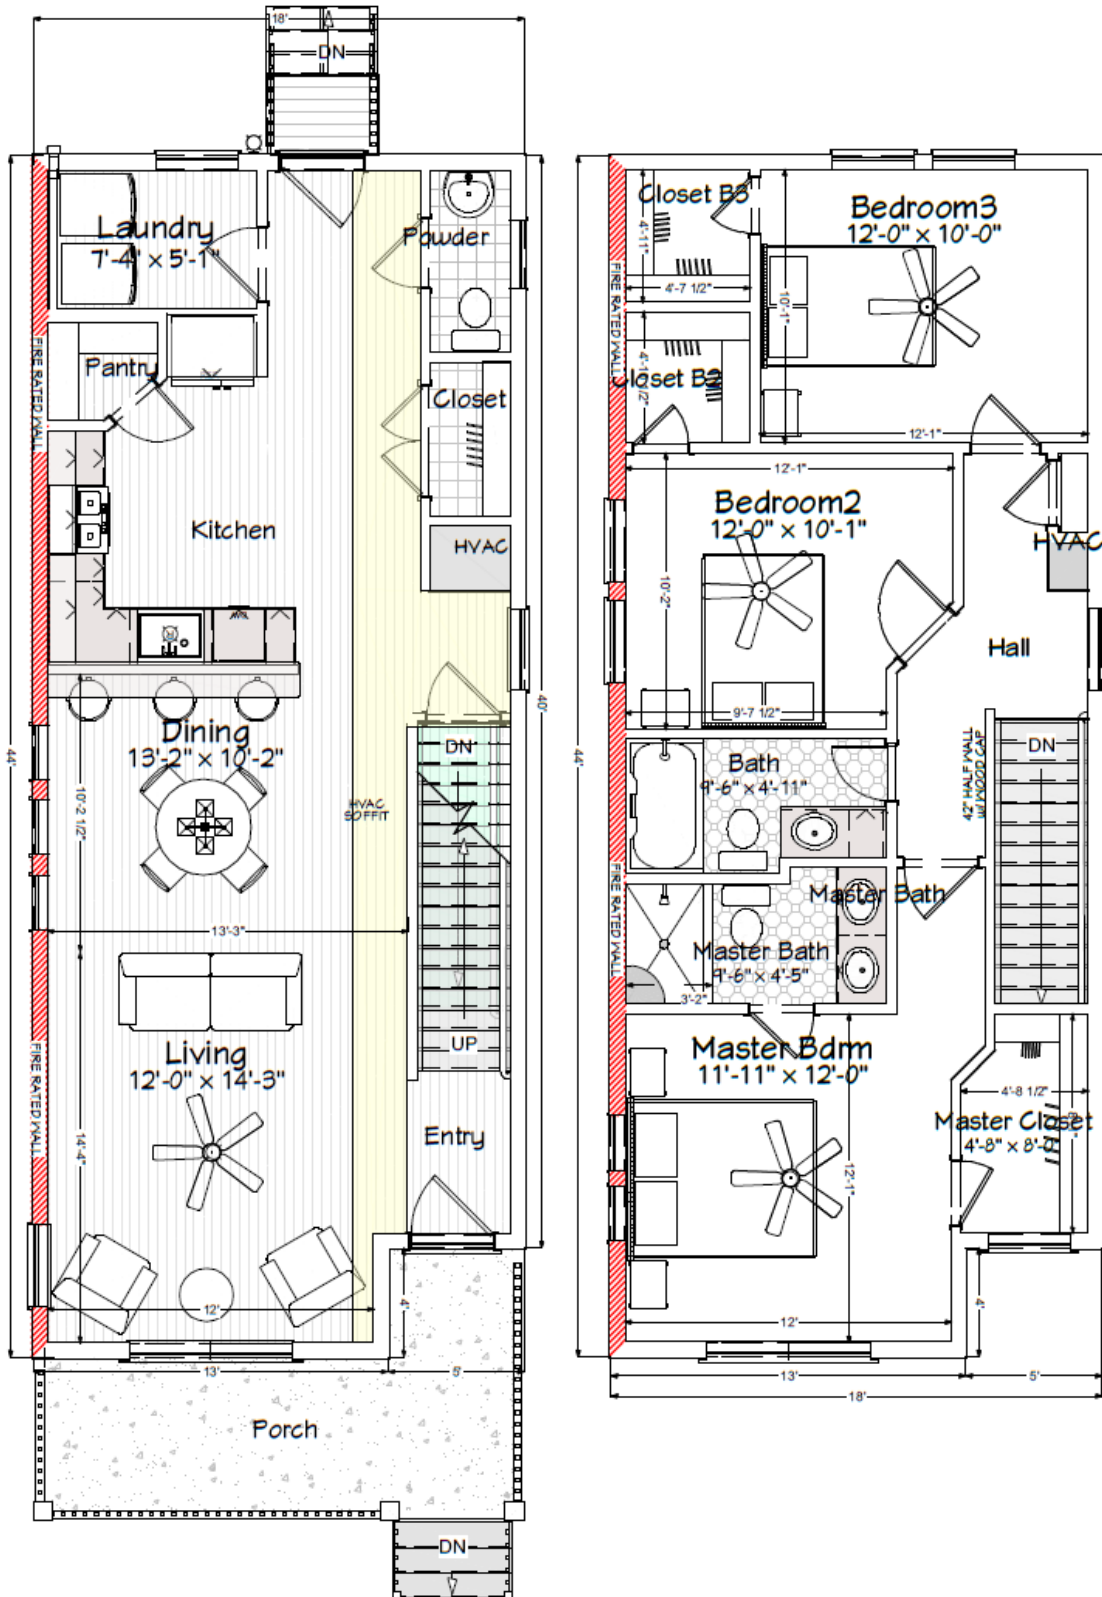 18'
DN
Laundry
7'-4" × 5'-1"
Powder
Pantry
Closet
Kitchen
HVAC
FIRE RATED WALL
44'
40'
Dining
13'-2" × 10'-2"
10'-2 1/2"
HVAC
SOFFIT
DN
13'-3"
UP
Living
12'-0" × 14'-3"
14'-4"
FIRE RATED WALL
Entry
12'
4'
13'
5'
Porch
DN
Closet B3
4'-11"
4'-7 1/2"
Bedroom3
12'-0" × 10'-0"
10'-1"
12'-1"
FIRE RATED WALL
Closet B2
12'-1"
Bedroom2
12'-0" × 10'-1"
10'-2"
9'-7 1/2"
HVAC
Hall
44'
42" HALF WALL
w/ WOOD CAP
DN
Bath
9'-6" × 4'-11"
FIRE RATED WALL
Master Bath
Master Bath
9'-6" × 4'-5"
3'-2"
Master Bdrm
11'-11" × 12'-0"
12'-1"
4'-8 1/2"
Master Closet
4'-8" × 8'-0"
12'
4'
13'
5'
18'